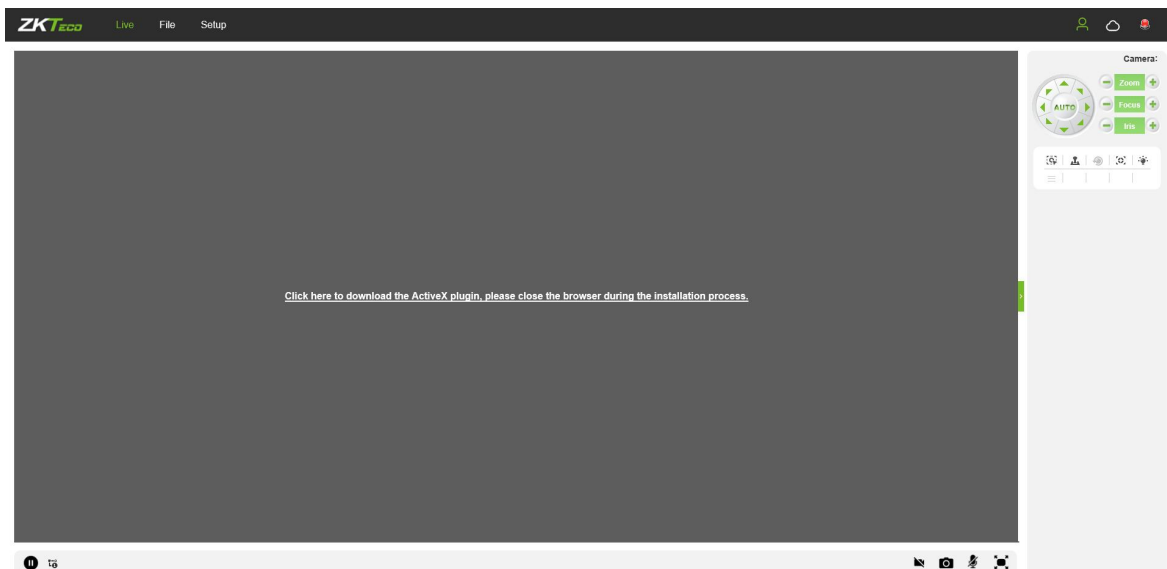 ZKTECO Live File Setup
Camera:
Zoom
AUTO Focus
Iris
Click here to download the ActiveX plugin, please close the browser during the installation process.